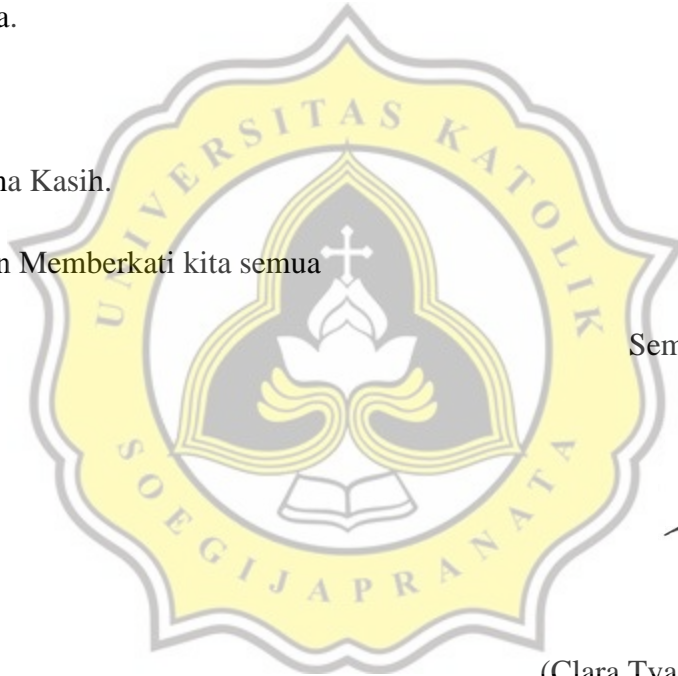 a.
na Kasih.
n Memberkati kita semua
Sem
(Clara Tya
UNIVERSITAS KATOLIK
SOEGIJAPRANATA